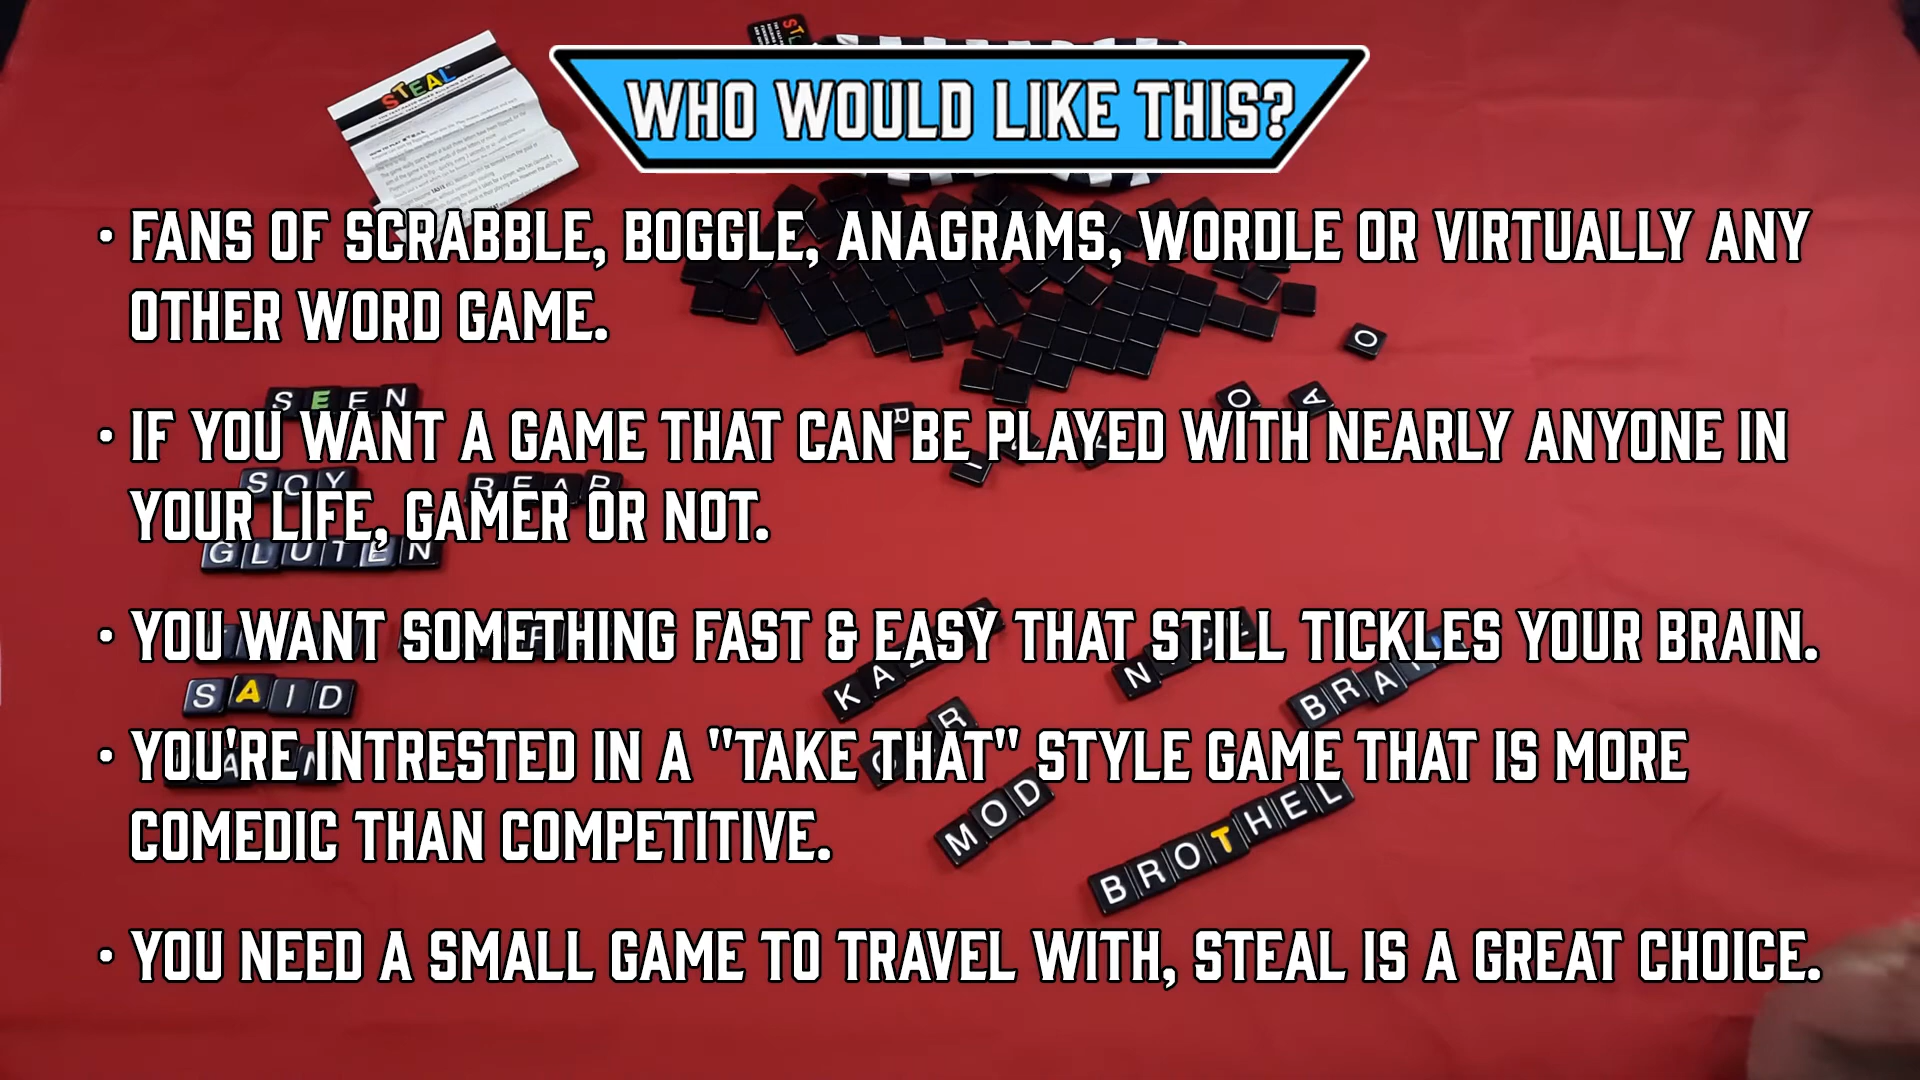 STEAL
WHO WOULD LIKE THIS?
• FANS OF SCRABBLE, BOGGLE, ANAGRAMS, WORDLE OR VIRTUALLY ANY
OTHER WORD GAME.
O
SEEN
O
A
• IF YOU WANT A GAME THAT CAN BE PLAYED WITH NEARLY ANYONE IN
SOY
REAR
YOUR LIFE, GAMER OR NOT.
GLUTEN
• YOU WANT SOMETHING FAST & EASY THAT STILL TICKLES YOUR BRAIN.
SAID
• YOU'RE INTRESTED IN A "TAKE THAT" STYLE GAME THAT IS MORE
COMEDIC THAN COMPETITIVE.
MOD
BROTHEL
• YOU NEED A SMALL GAME TO TRAVEL WITH, STEAL IS A GREAT CHOICE.